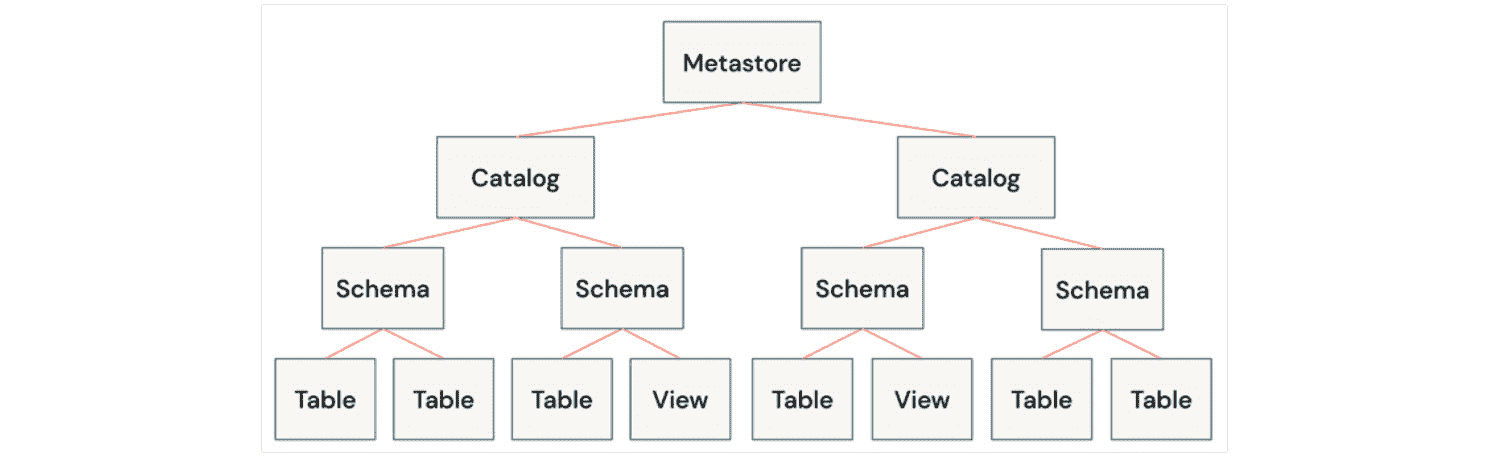 Metastore
Catalog Catalog
Schema Schema Schema Schema
Table Table Table View Table View Table Table